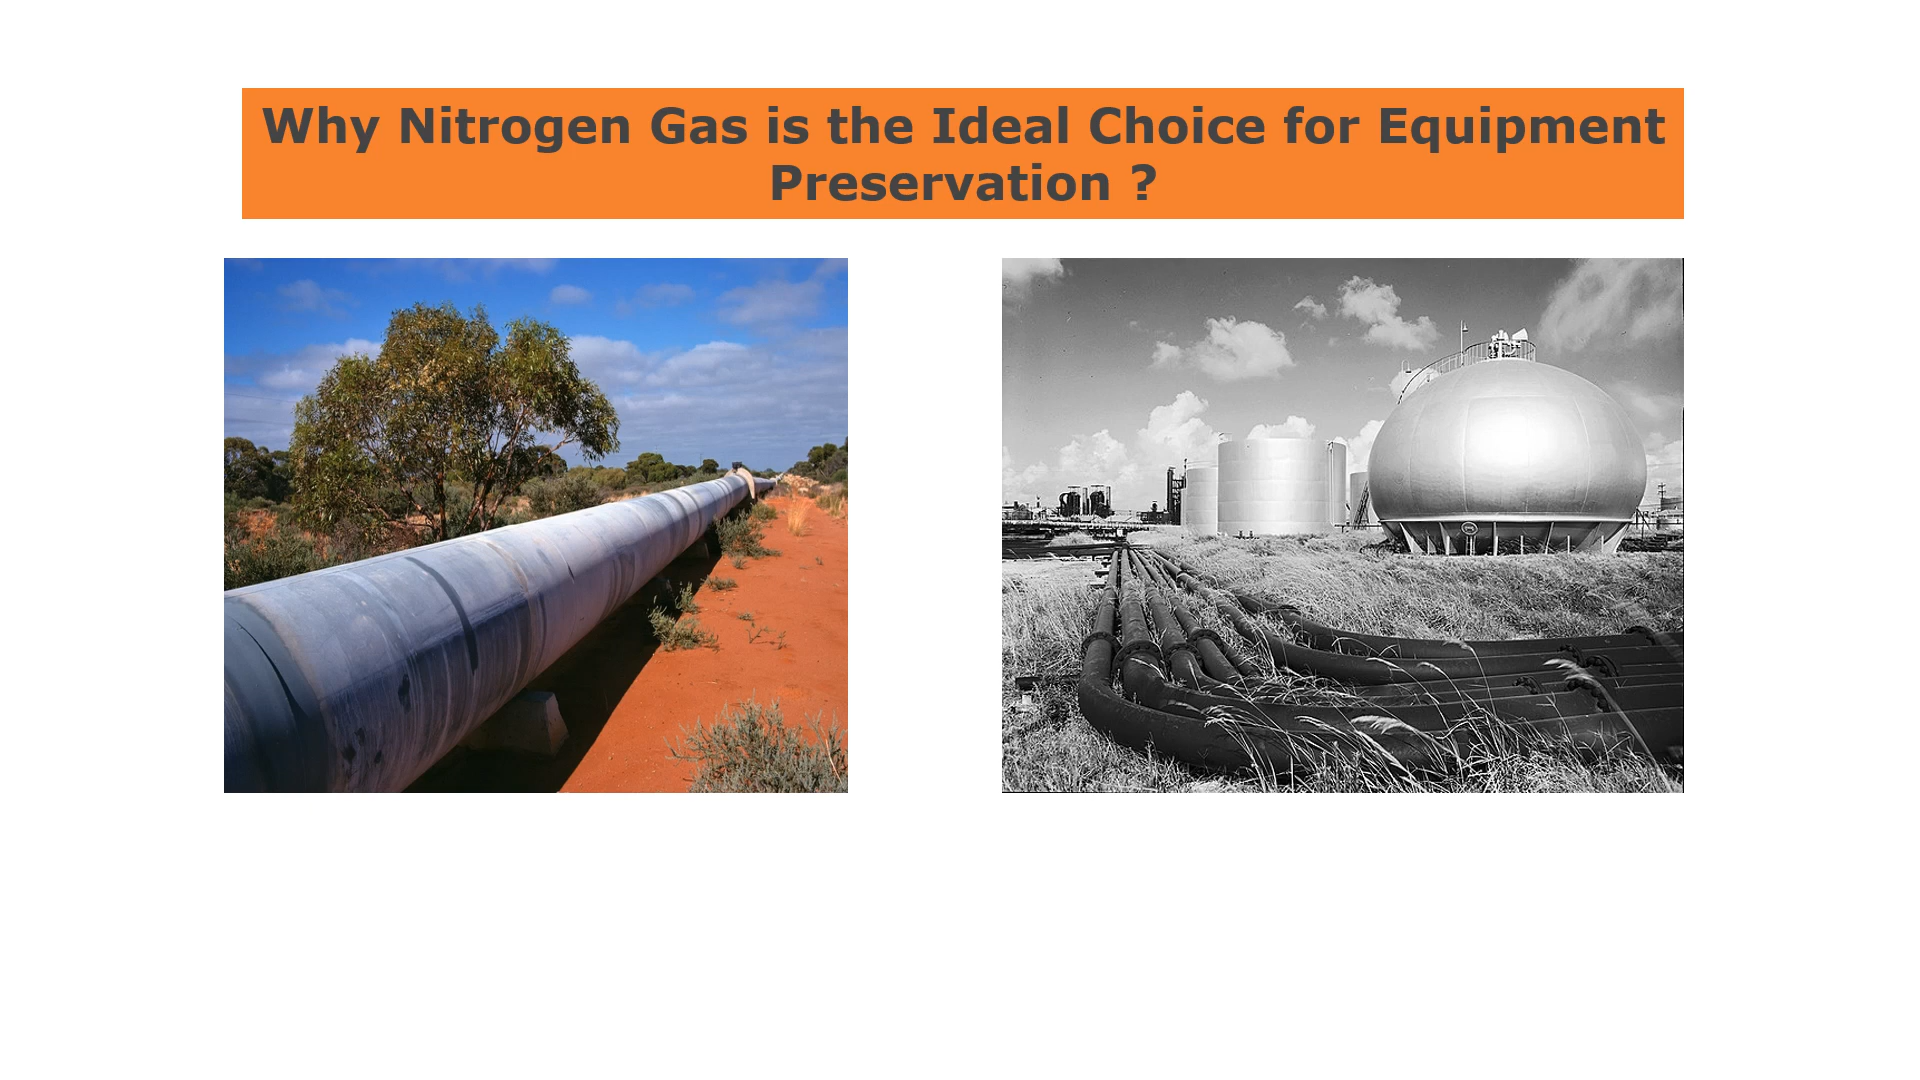 Why Nitrogen Gas is the Ideal Choice for Equipment
Preservation ?